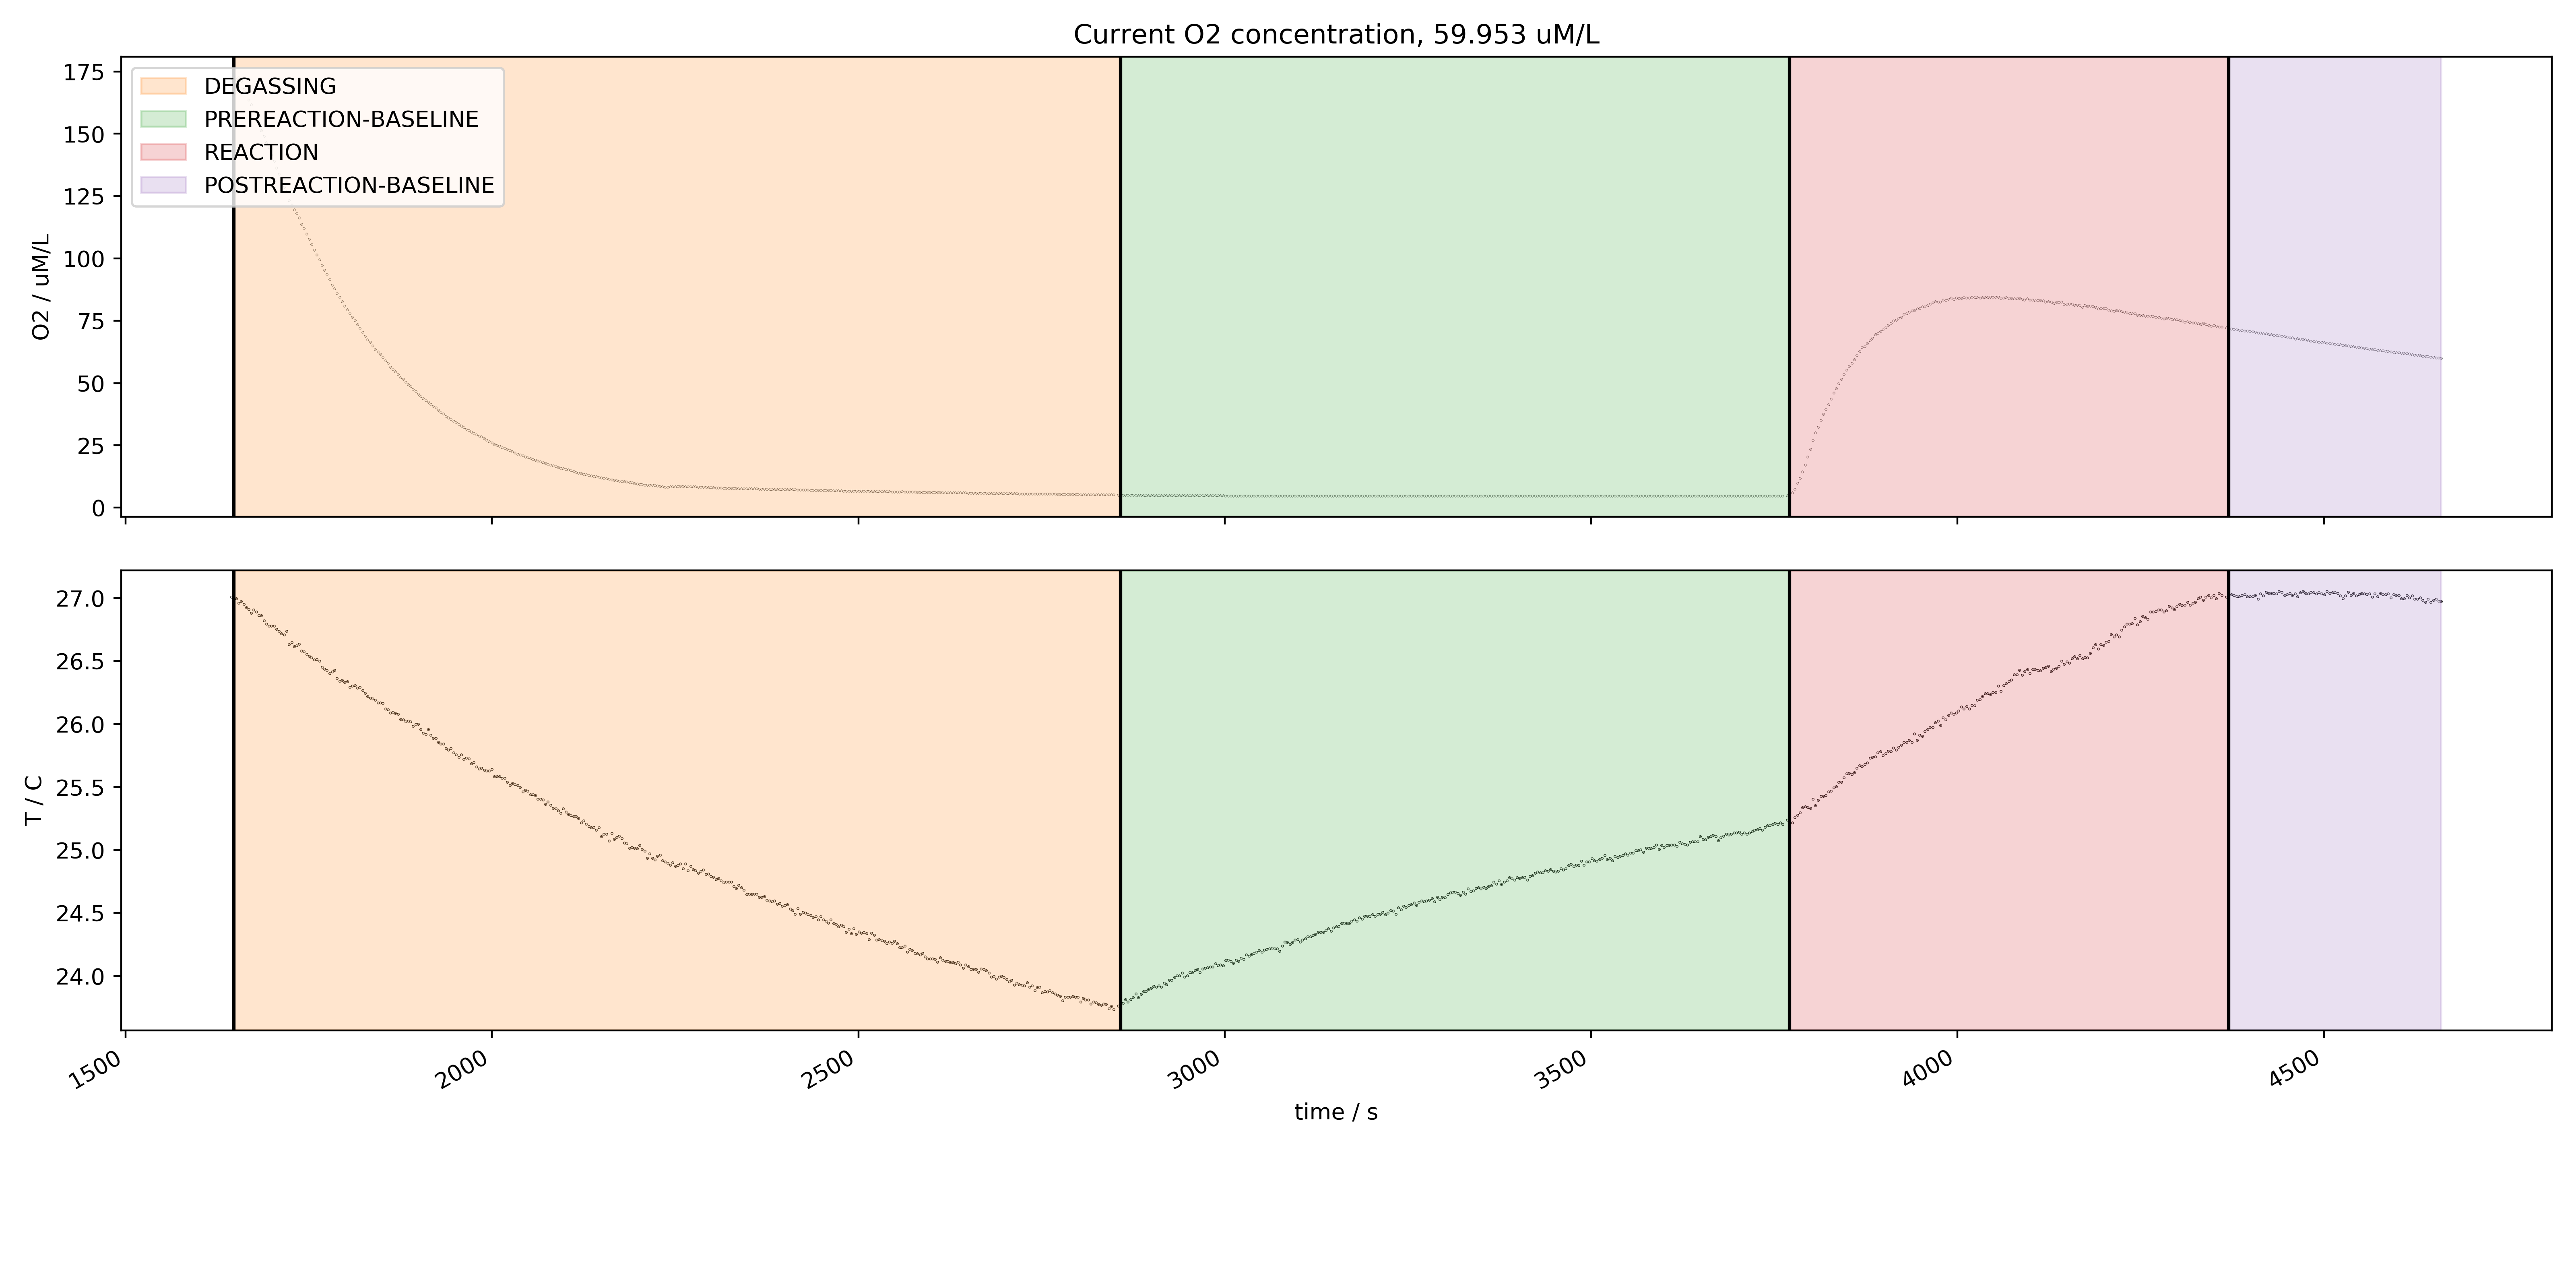 Current O2 concentration, 59.953 uM/L
DEGASSING
PREREACTION-BASELINE
REACTION
POSTREACTION-BASELINE
175
150
125
100
75
50
25
0
O2 / uM/L
27.0
26.5
26.0
25.5
25.0
24.5
24.0
T / C
1500
2000
2500
3000
3500
4000
4500
time / s